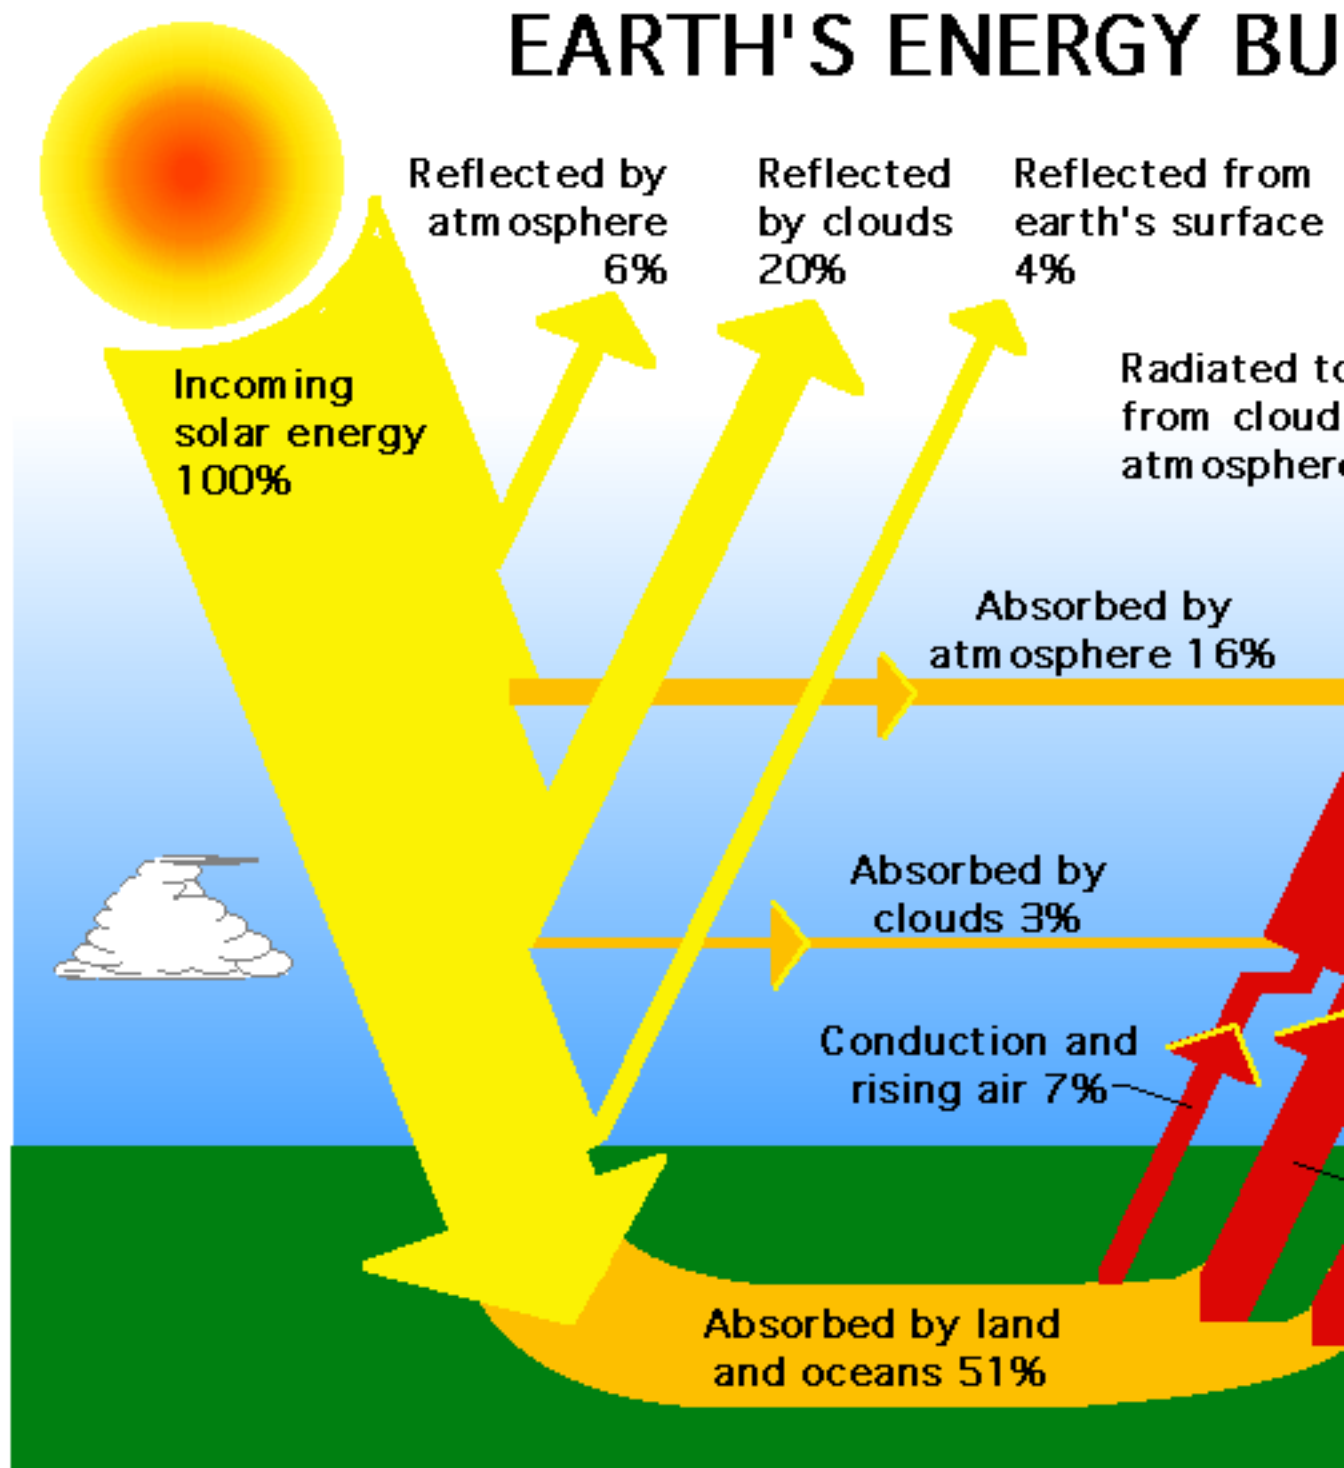 EARTH'S ENERGY BU
Reflected by
atmosphere
6%
Reflected
by clouds
20%
Reflected from
earth's surface
4%
Incoming
solar energy
100%
Radiated to
from cloud
atmosphere
Absorbed by
atmosphere 16%
Absorbed by
clouds 3%
Conduction and
rising air 7%
Absorbed by land
and oceans 51%